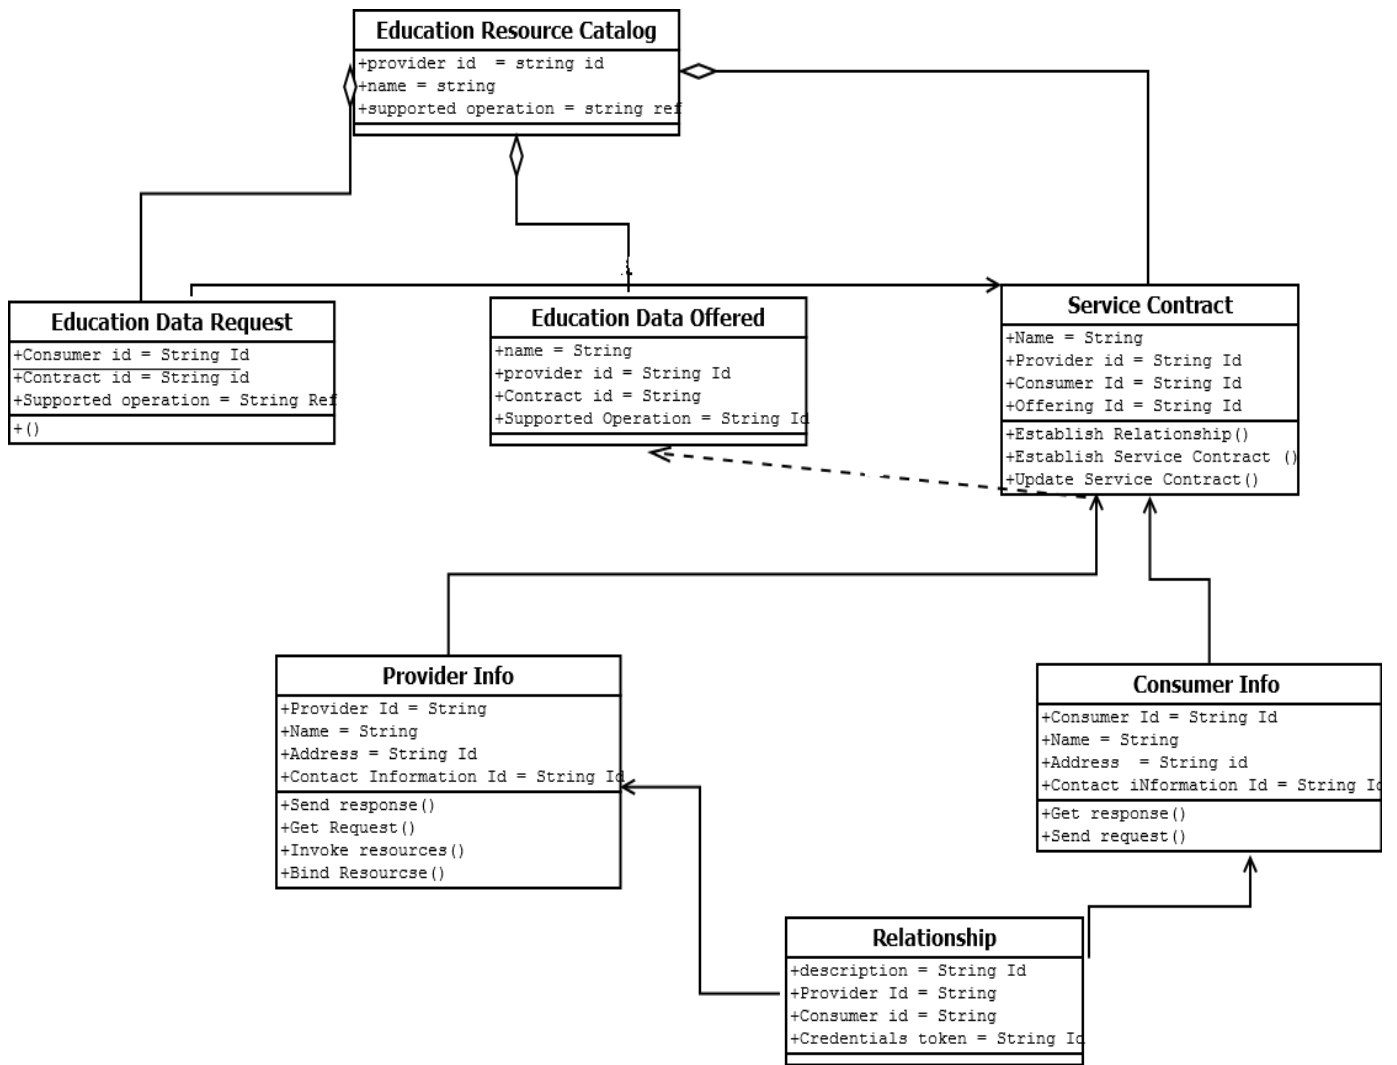 Education Resource Catalog
+provider id  = string id
+name = string
+supported operation = string ref
Education Data Request
+Consumer id = String Id
+Contract id = String id
+Supported operation = String Ref
+()
Education Data Offered
+name = String
+provider id = String Id
+Contract id = String
+Supported Operation = String Id
Service Contract
+Name = String
+Provider id = String Id
+Consumer Id = String Id
+Offering Id = String Id
+Establish Relationship()
+Establish Service Contract ()
+Update Service Contract()
Provider Info
+Provider Id = String
+Name = String
+Address = String Id
+Contact Information Id = String Id
+Send response()
+Get Request()
+Invoke resources()
+Bind Resourcse()
Consumer Info
+Consumer Id = String Id
+Name = String
+Address  = String id
+Contact iNformation Id = String Id
+Get response()
+Send request()
Relationship
+description = String Id
+Provider Id = String
+Consumer id = String
+Credentials token = String Id